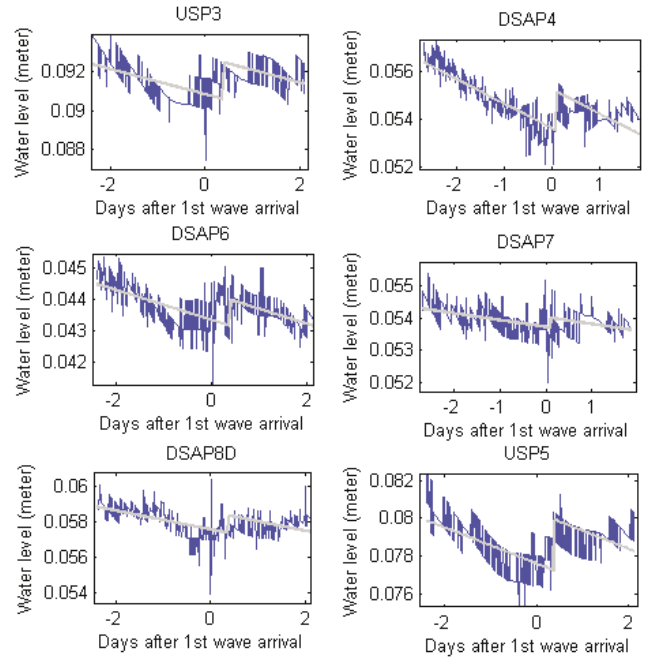 USP3
Water level (meter)
0.092
0.09
0.088
-2 0 2
Days after 1st wave arrival
DSAP4
Water level (meter)
0.056
0.054
0.052
-2 -1 0 1
Days after 1st wave arrival
DSAP6
Water level (meter)
0.045
0.044
0.043
0.042
-2 0 2
Days after 1st wave arrival
DSAP7
Water level (meter)
0.055
0.054
0.053
0.052
-2 -1 0 1
Days after 1st wave arrival
DSAP8D
Water level (meter)
0.06
0.058
0.056
0.054
-2 0 2
Days after 1st wave arrival
USP5
Water level (meter)
0.082
0.08
0.078
0.076
-2 0 2
Days after 1st wave arrival